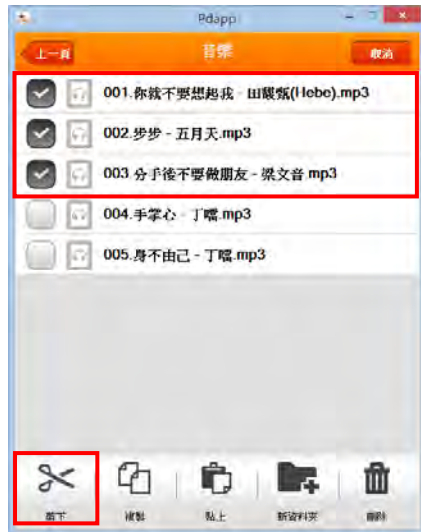 Pdapp
上一頁 音樂 取消
001.你就不要想起我 - 田馥甄(Hebe).mp3
002.步步 - 五月天.mp3
003 分手後不要做朋友 - 梁文音 mp3
004.手掌心 - 丁噹.mp3
005.身不由己 - 丁噹.mp3
剪下 複製 貼上 新資料夾 刪除